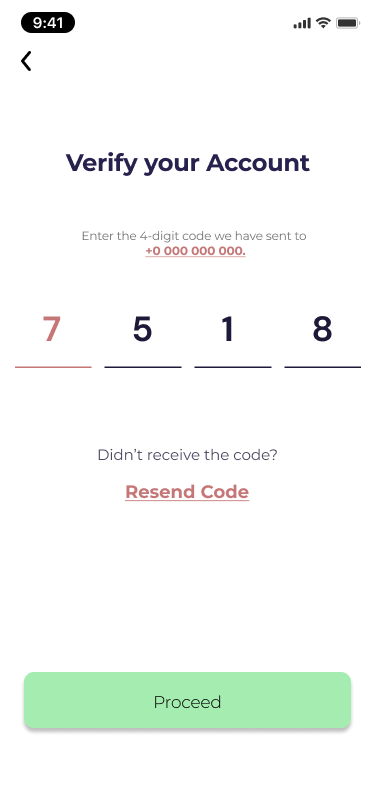 9:41
Verify your Account
Enter the 4-digit code we have sent to
+0 000 000 000.
7 5 1 8
Didn’t receive the code?
Resend Code
Proceed